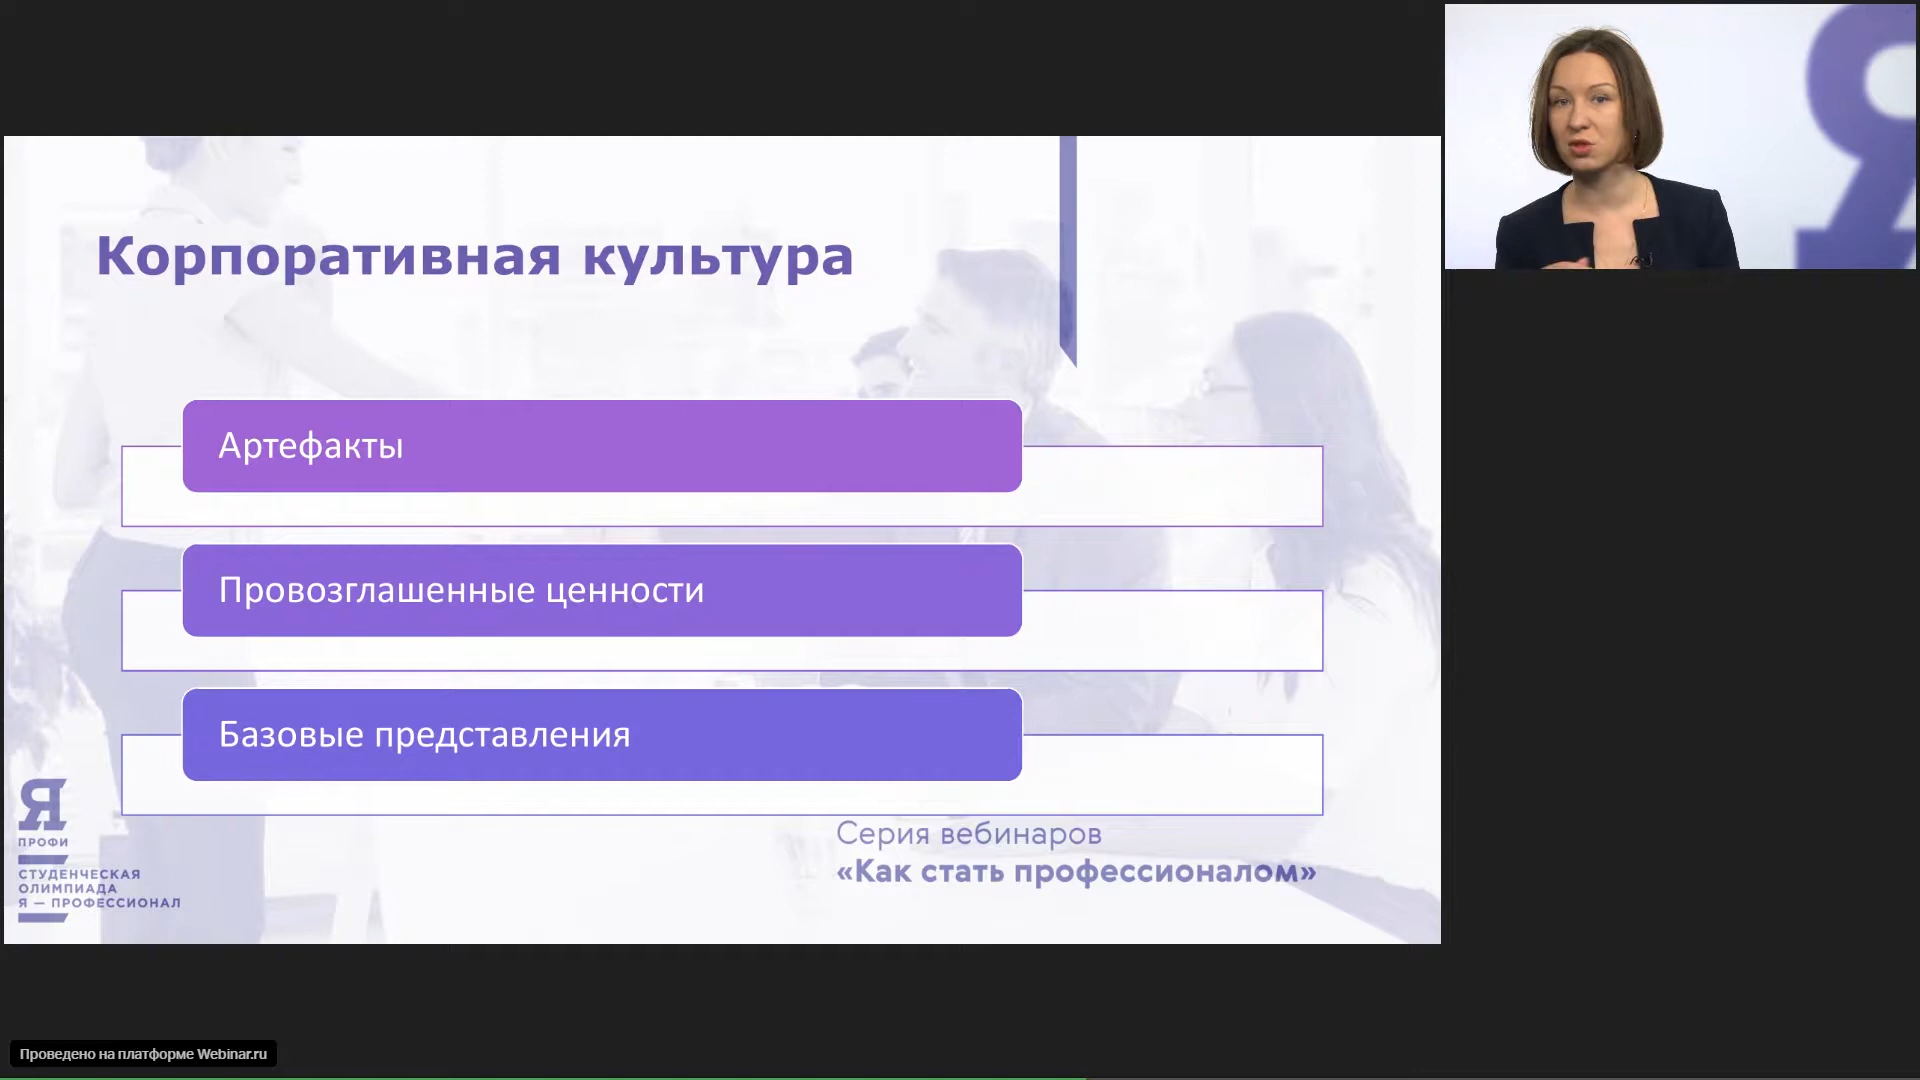 Корпоративная культура
Артефакты
Провозглашенные ценности
Базовые представления
Серия вебинаров
«Как стать профессионалом»
Я
ПРОФИ
СТУДЕНЧЕСКАЯ
ОЛИМПИАДА
Я — ПРОФЕССИОНАЛ
Я
Проведено на платформе Webinar.ru